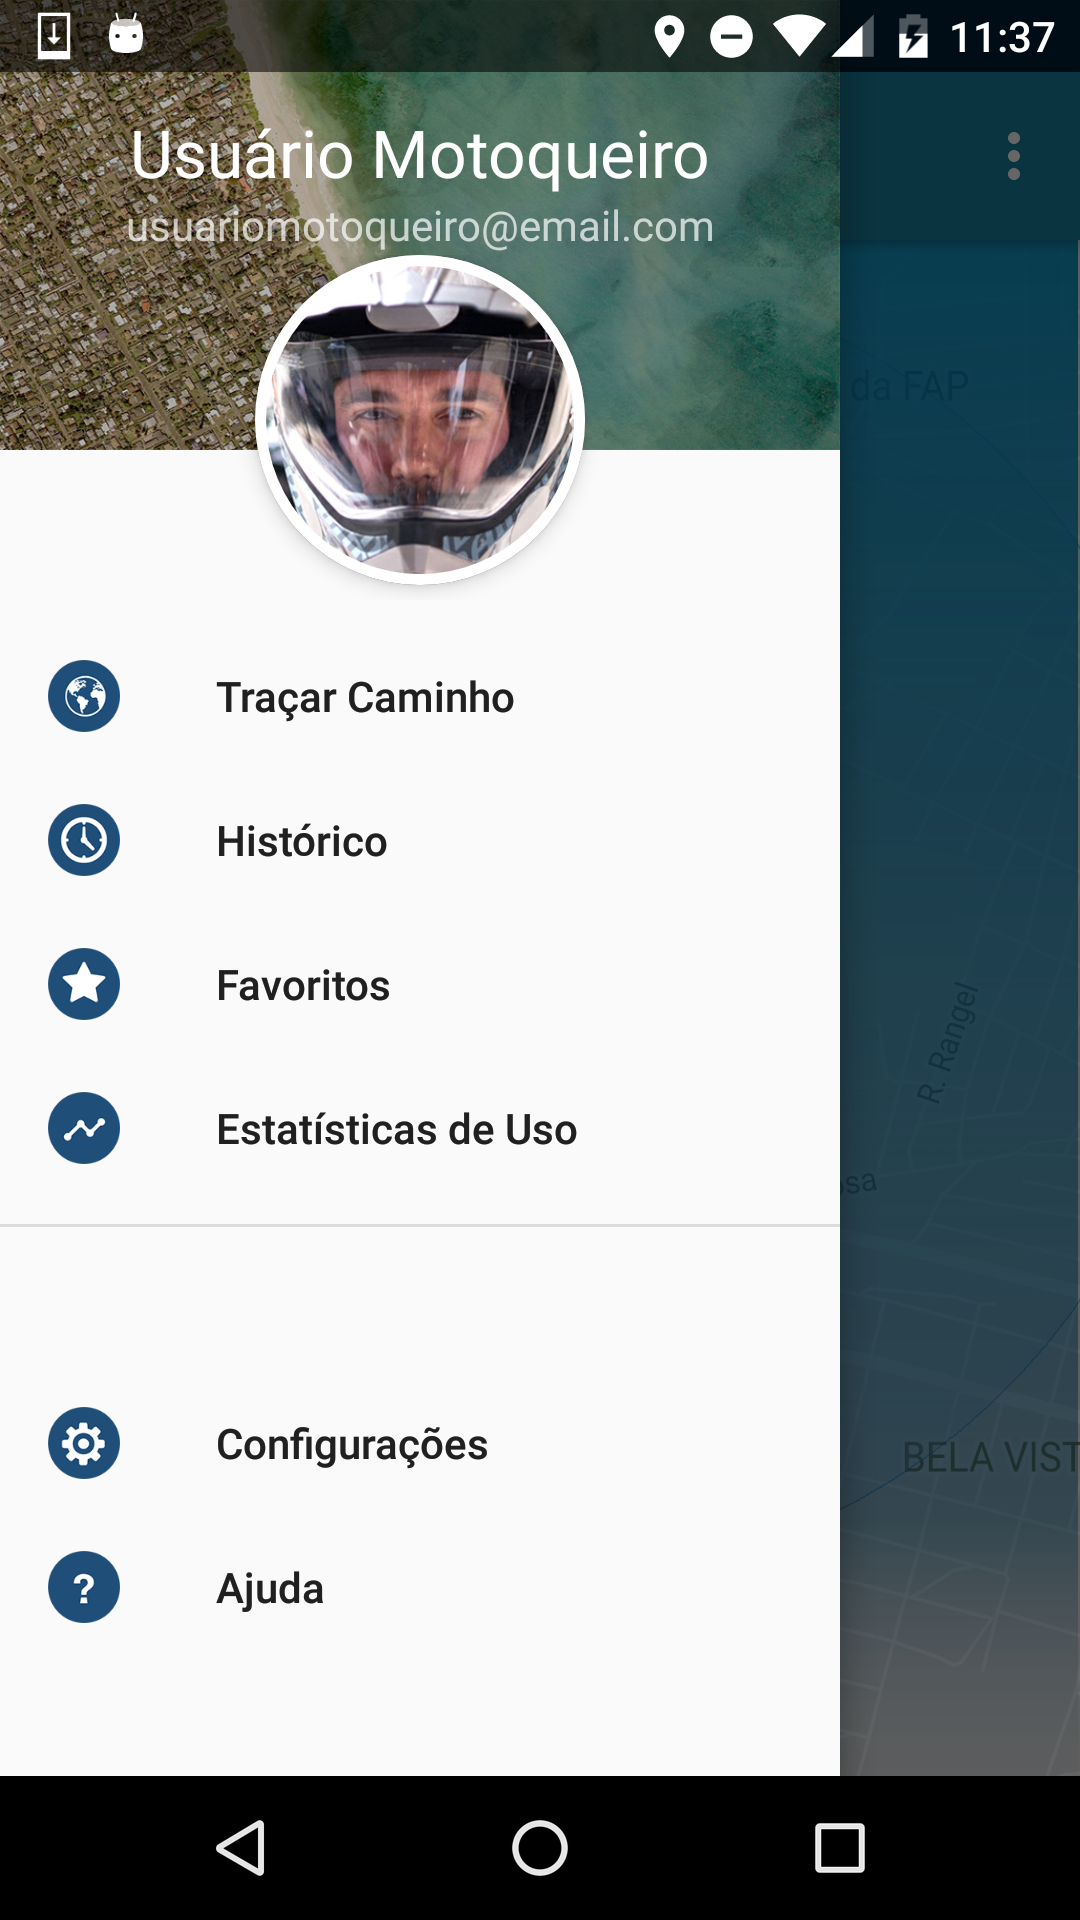 11:37
Usuário Motoqueiro
usuariomotoqueiro@email.com
da FAP
Traçar Caminho
Histórico
Favoritos
R. Rangel
Estatísticas de Uso
Configurações
BELA VIST
?
Ajuda